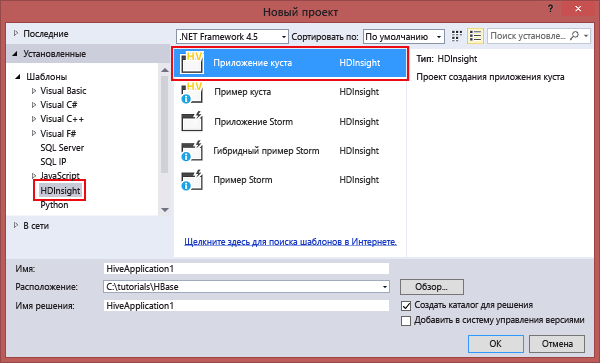 Новый проект
? ×
Последние
.NET Framework 4.5
Сортировать по:
По умолчанию
Поиск установле...
Установленные
Шаблоны
Visual Basic
Visual C#
Visual C++
Visual F#
SQL Server
SQL IP
JavaScript
HDInsight
Python
В сети
HV Приложение куста HDInsight
HV Пример куста HDInsight
Приложение Storm HDInsight
Гибридный пример Storm HDInsight
Пример Storm HDInsight
Щелкните здесь для поиска шаблонов в Интернете.
Тип: HDInsight
Проект создания приложения куста
Имя: HiveApplication1
Расположение: C:\tutorials\HBase
Обзор...
Имя решения: HiveApplication1
Создать каталог для решения
Добавить в систему управления версиями
ОК
Отмена